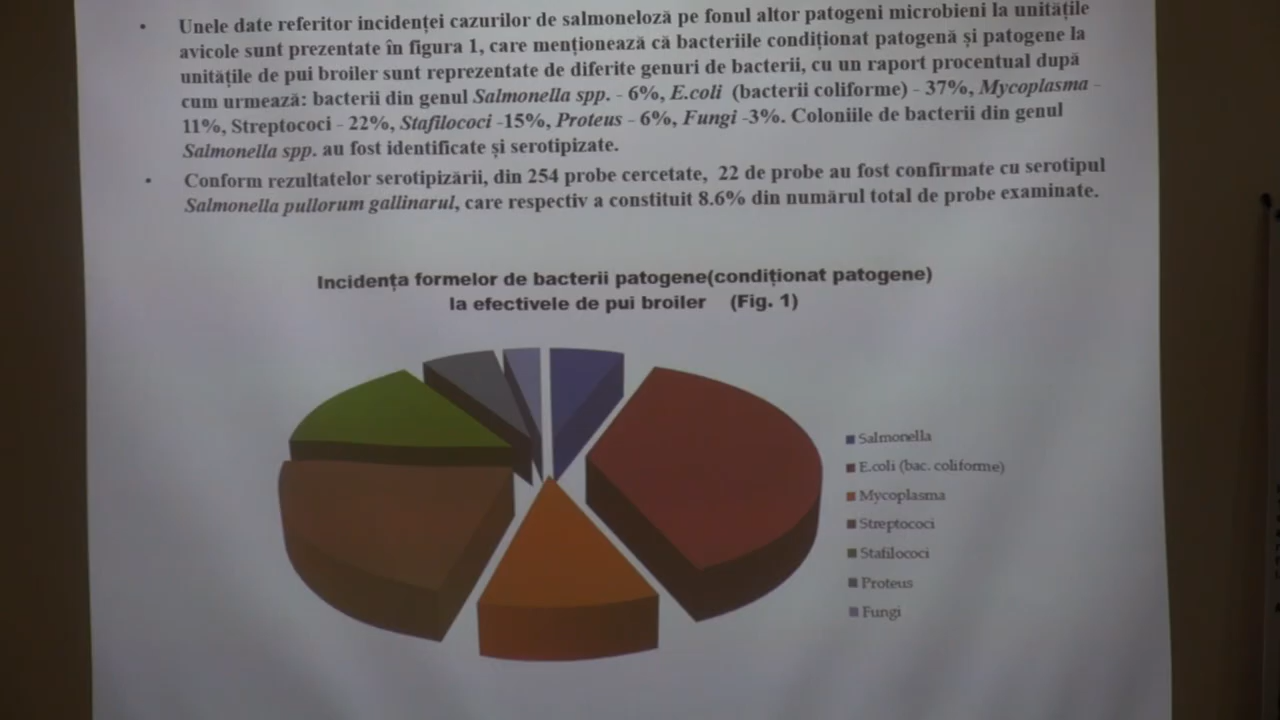 • Unele date referitor incidenței cazurilor de salmoneloză pe fonul altor patogeni microbieni la unitățile
avicole sunt prezentate în figura 1, care menționează că bacteriile condiționat patogenă și patogene la
unitățile de pui broiler sunt reprezentate de diferite genuri de bacterii, cu un raport procentual după
cum urmează: bacterii din genul Salmonella spp. - 6%, E.coli (bacterii coliforme) - 37%, Mycoplasma -
11%, Streptococi - 22%, Stafilococi -15%, Proteus - 6%, Fungi -3%. Coloniile de bacterii din genul
Salmonella spp. au fost identificate și serotipizate.
• Conform rezultatelor serotipizării, din 254 probe cercetate, 22 de probe au fost confirmate cu serotipul
Salmonella pullorum gallinarul, care respectiv a constituit 8.6% din numărul total de probe examinate.
Incidența formelor de bacterii patogene(condiționat patogene)
la efectivele de pui broiler (Fig. 1)
Salmonella
E.coli (bac. coliforme)
Mycoplasma
Streptococi
Stafilococi
Proteus
Fungi